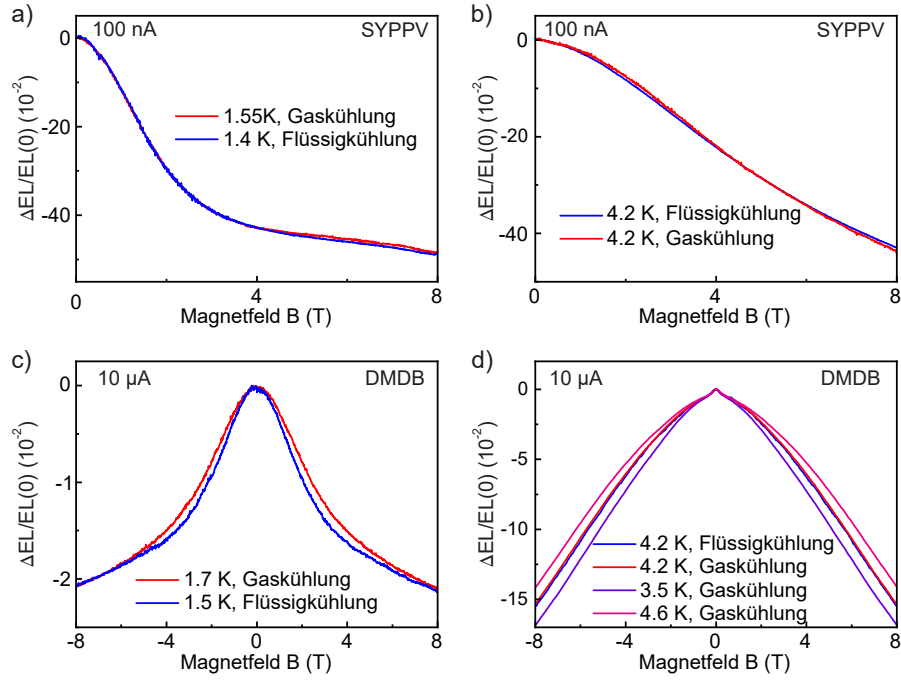 a)
100 nA
SYPPV
0
-20
-40
ΔEL/EL(0) (10⁻²)
1.55K, Gaskühlung
1.4 K, Flüssigkühlung
0
4
8
Magnetfeld B (T)
b)
100 nA
SYPPV
0
-20
-40
ΔEL/EL(0) (10⁻²)
4.2 K, Flüssigkühlung
4.2 K, Gaskühlung
0
4
8
Magnetfeld B (T)
c)
10 µA
DMDB
0
-1
-2
ΔEL/EL(0) (10⁻²)
1.7 K, Gaskühlung
1.5 K, Flüssigkühlung
-8
-4
0
4
8
Magnetfeld B (T)
d)
10 µA
DMDB
0
-5
-10
-15
ΔEL/EL(0) (10⁻²)
4.2 K, Flüssigkühlung
4.2 K, Gaskühlung
3.5 K, Gaskühlung
4.6 K, Gaskühlung
-8
-4
0
4
8
Magnetfeld B (T)